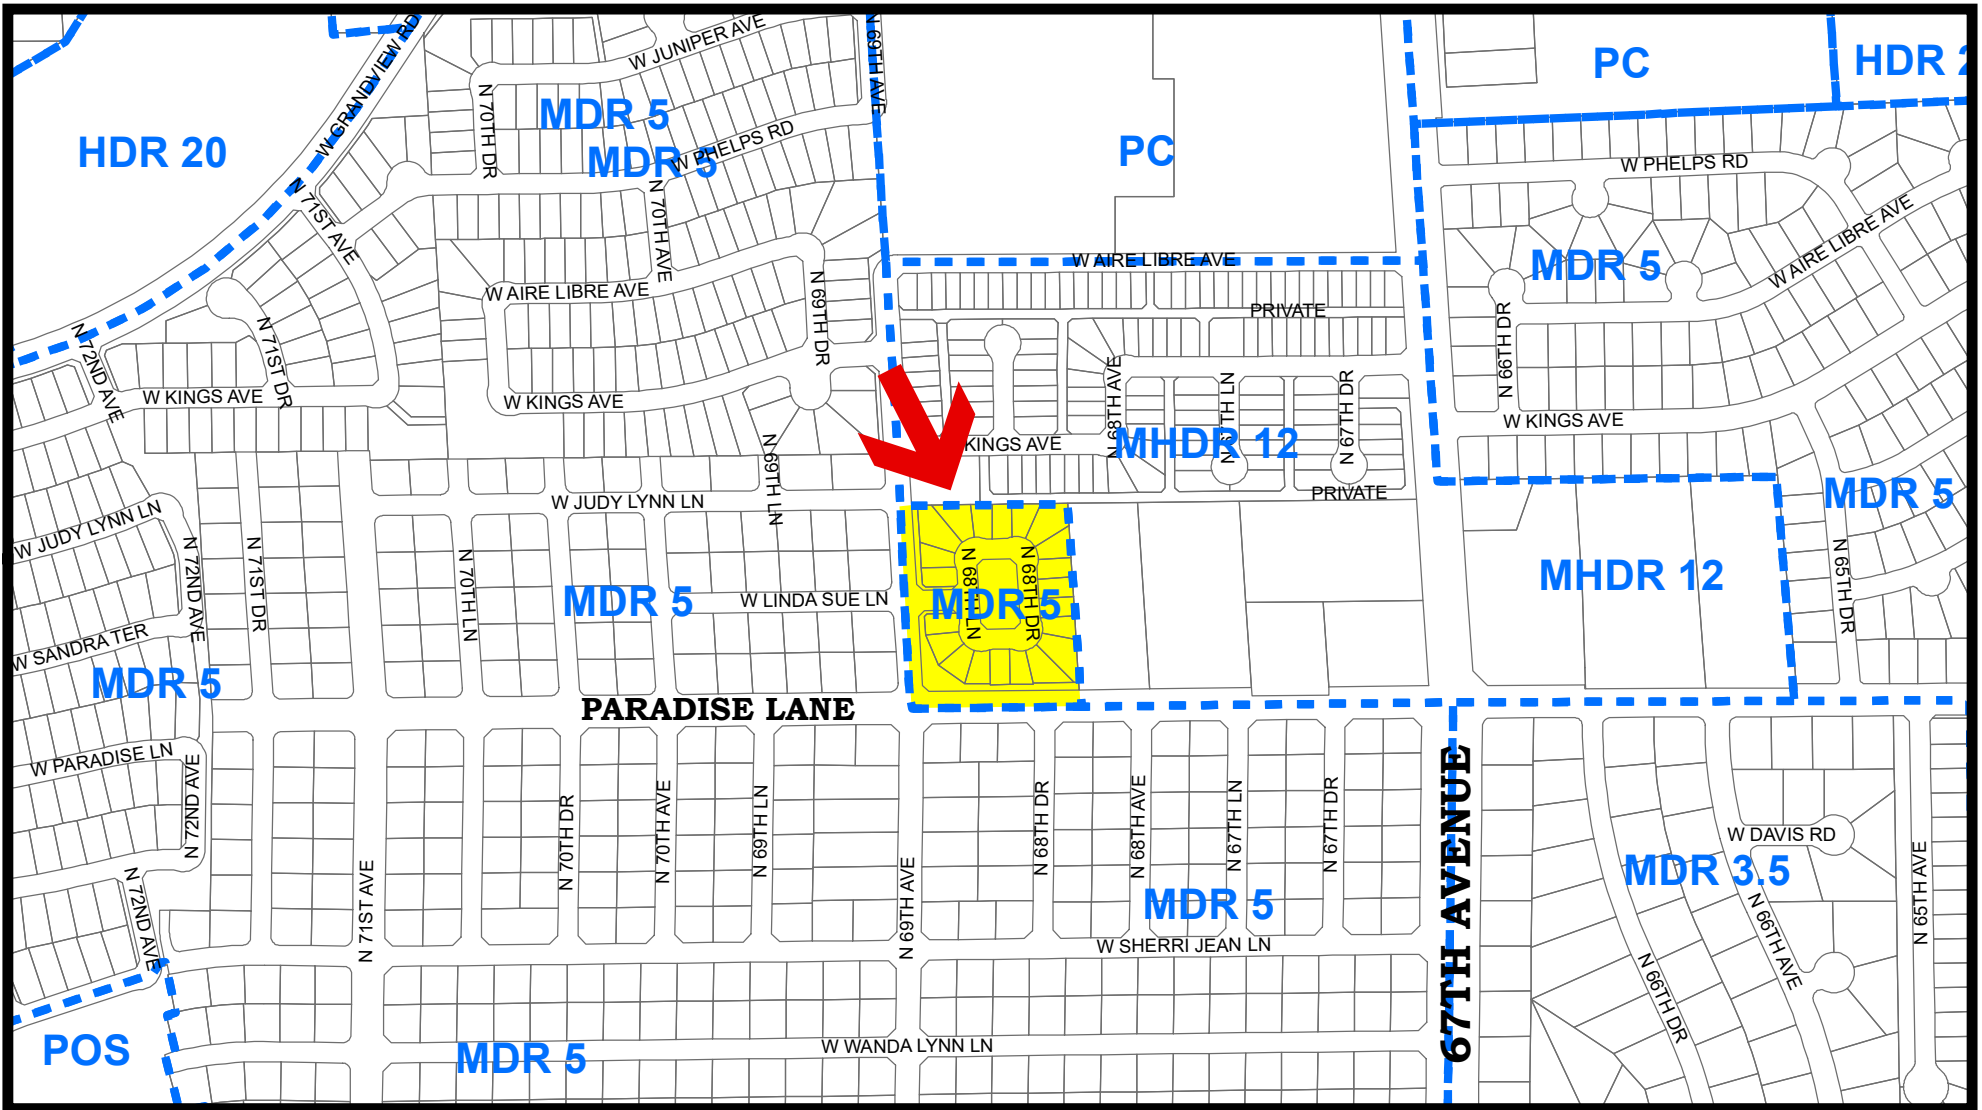 W JUNIPER AVE
N 69TH AVE
W GRANDVIEW RD
PC
HDR 2
MDR 5
N 70TH DR
W PHELPS RD
MDR 5
HDR 20
PC
W PHELPS RD
N 71ST AVE
N 70TH AVE
W AIRE LIBRE AVE
W AIRE LIBRE AVE
MDR 5
W AIRE LIBRE AVE
N 69TH DR
PRIVATE
N 72ND AVE
N 71ST DR
N 66TH DR
W KINGS AVE
W KINGS AVE
N 68TH AVE
N 67TH LN
N 67TH DR
W KINGS AVE
KINGS AVE
MHDR 12
N 69TH LN
PRIVATE
W JUDY LYNN LN
MDR 5
W JUDY LYNN LN
N 72ND AVE
N 71ST DR
N 70TH LN
N 68TH LN
N 68TH DR
MHDR 12
N 65TH DR
MDR 5
W LINDA SUE LN
MDR 5
W SANDRA TER
MDR 5
PARADISE LANE
W PARADISE LN
N 72ND AVE
N 70TH DR
N 70TH AVE
N 69TH LN
N 68TH DR
N 68TH AVE
N 67TH LN
N 67TH DR
67TH AVENUE
W DAVIS RD
MDR 3.5
N 72ND AVE
N 71ST AVE
N 69TH AVE
MDR 5
N 66TH AVE
N 65TH AVE
W SHERRI JEAN LN
N 66TH DR
POS
MDR 5
W WANDA LYNN LN